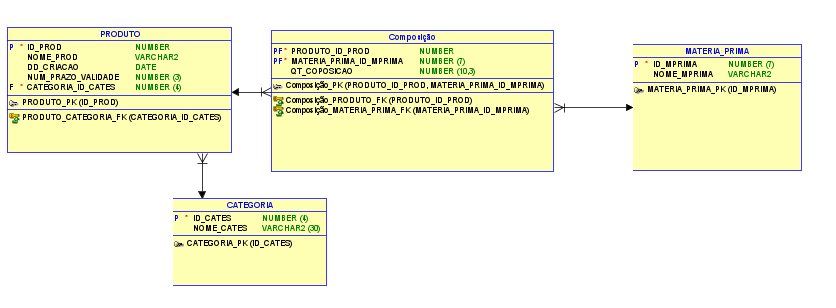 PRODUTO
P * ID_PROD NUMBER
NOME_PROD VARCHAR2
DD_CRIACAO DATE
NUM_PRAZO_VALIDADE NUMBER (3)
F * CATEGORIA_ID_CATES NUMBER (4)
PRODUTO_PK (ID_PROD)
PRODUTO_CATEGORIA_FK (CATEGORIA_ID_CATES)
Composição
PF * PRODUTO_ID_PROD NUMBER
PF * MATERIA_PRIMA_ID_MPRIMA NUMBER (7)
QT_COPOSICAO NUMBER (10,3)
Composição_PK (PRODUTO_ID_PROD, MATERIA_PRIMA_ID_MPRIMA)
Composição_PRODUTO_FK (PRODUTO_ID_PROD)
Composição_MATERIA_PRIMA_FK (MATERIA_PRIMA_ID_MPRIMA)
MATERIA_PRIMA
P * ID_MPRIMA NUMBER (7)
NOME_MPRIMA VARCHAR2
MATERIA_PRIMA_PK (ID_MPRIMA)
CATEGORIA
P * ID_CATES NUMBER (4)
NOME_CATES VARCHAR2 (30)
CATEGORIA_PK (ID_CATES)